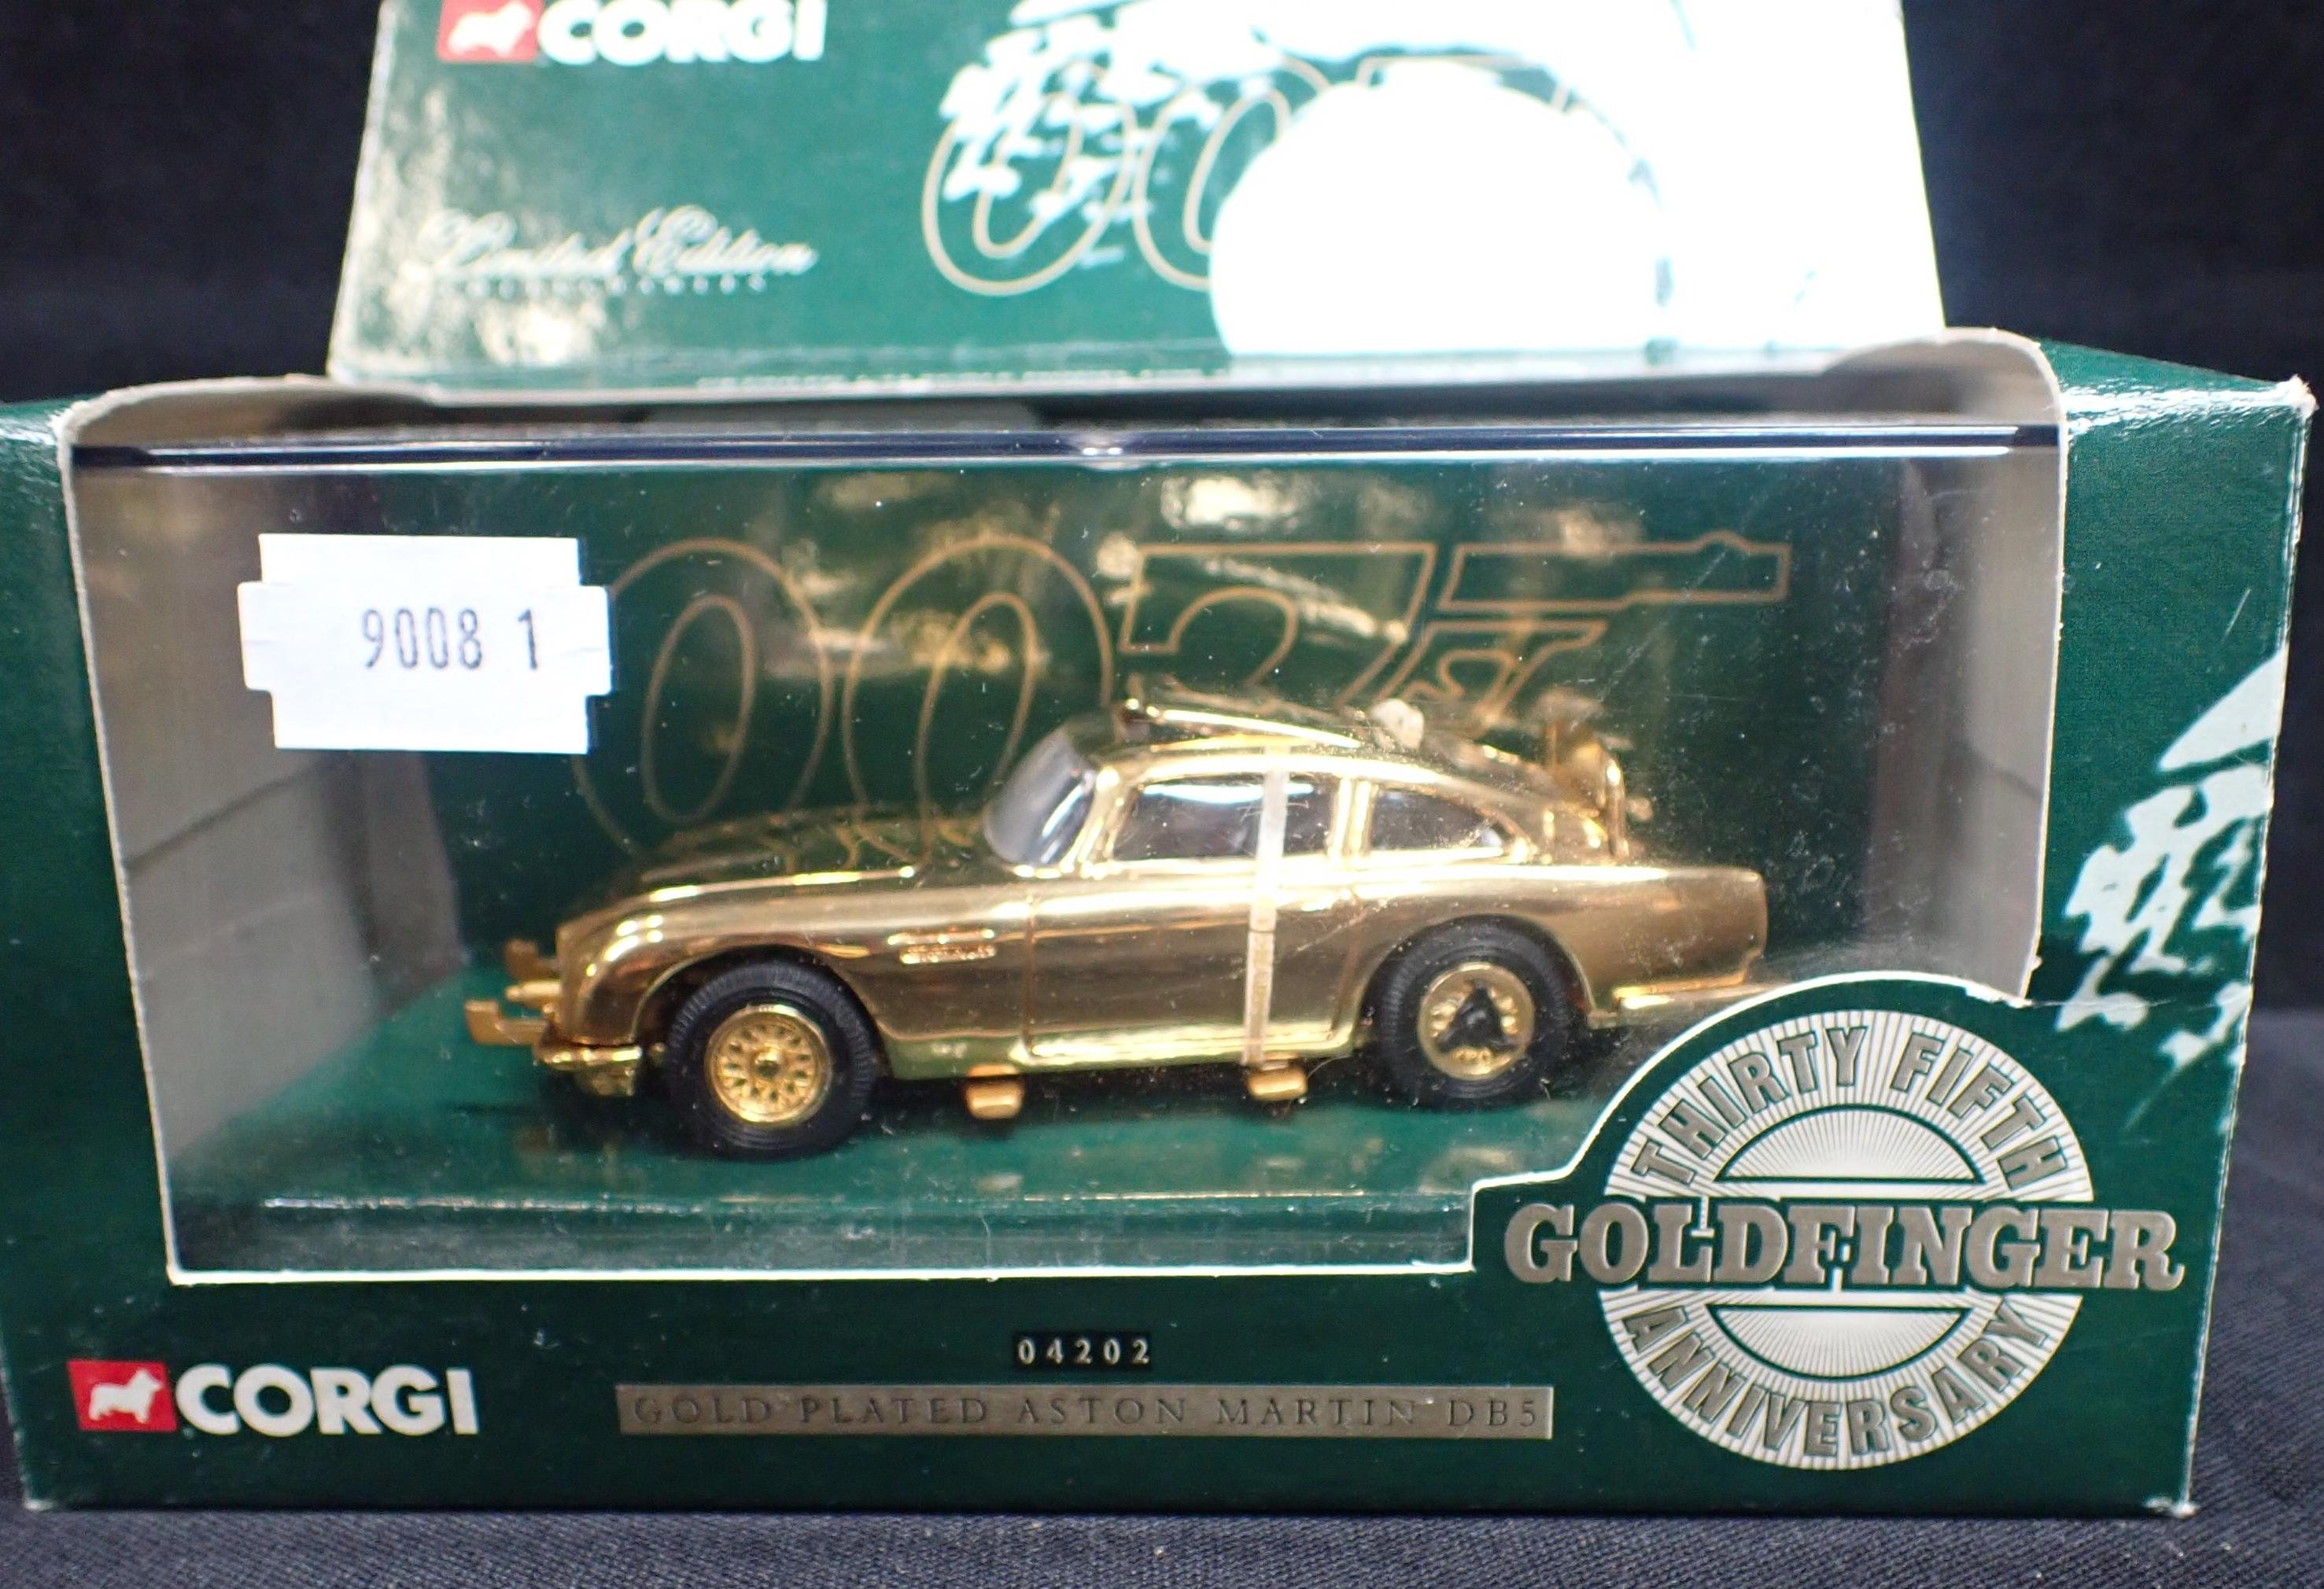 CORGI
Limited Edition
007
9008 1
007
THIRTY FIFTH
GOLDFINGER
ANNIVERSARY
04202
CORGI
GOLD PLATED ASTON MARTIN DB5